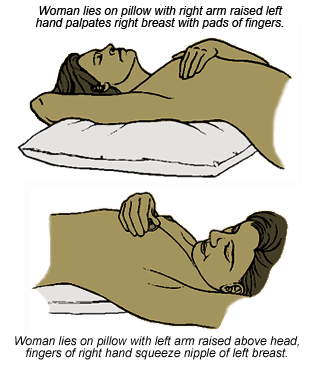 Woman lies on pillow with right arm raised left
hand palpates right breast with pads of fingers.
Woman lies on pillow with left arm raised above head,
fingers of right hand squeeze nipple of left breast.